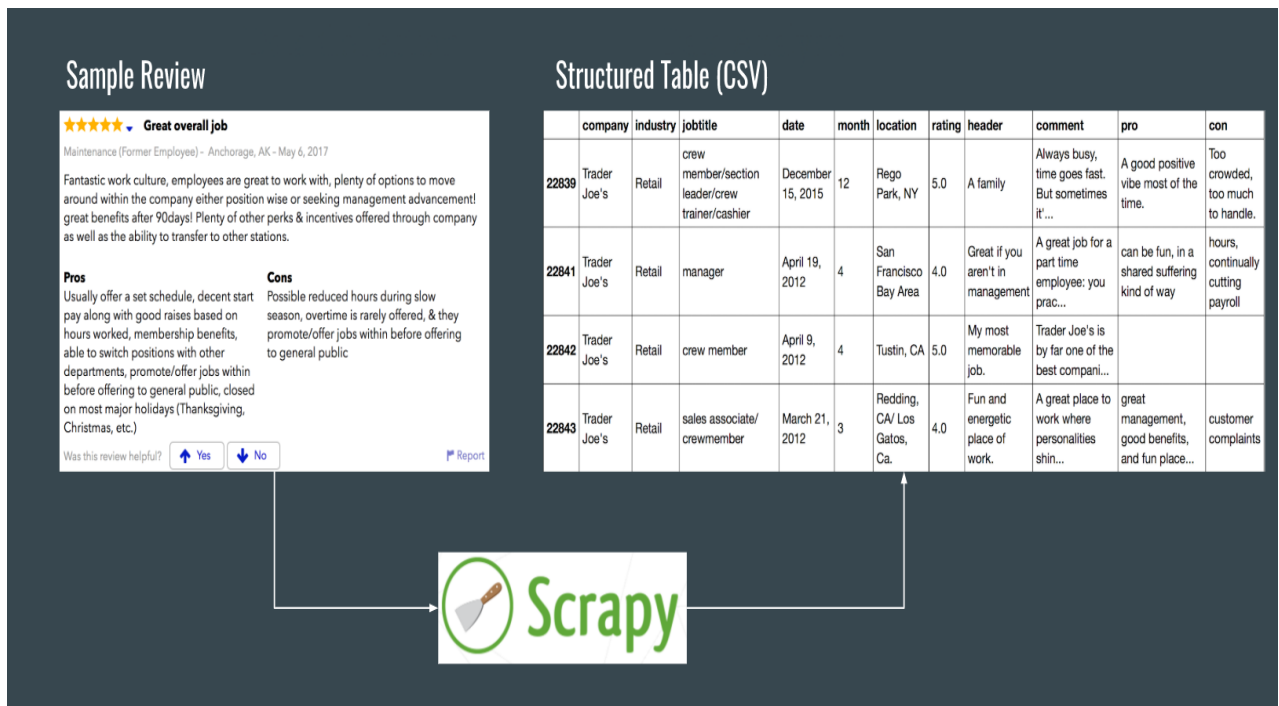 Sample Review
Great overall job
Maintenance (Former Employee) - Anchorage, AK - May 6, 2017
Fantastic work culture, employees are great to work with, plenty of options to move
around within the company either position wise or seeking management advancement!
great benefits after 90days! Plenty of other perks & incentives offered through company
as well as the ability to transfer to other stations.
Pros
Usually offer a set schedule, decent start
pay along with good raises based on
hours worked, membership benefits,
able to switch positions with other
departments, promote/offer jobs within
before offering to general public, closed
on most major holidays (Thanksgiving,
Christmas, etc.)
Cons
Possible reduced hours during slow
season, overtime is rarely offered, & they
promote/offer jobs within before offering
to general public
Was this review helpful? Yes No Report
Structured Table (CSV)
company industry jobtitle date month location rating header comment pro con
22839
Trader
Joe's
Retail
crew
member/section
leader/crew
trainer/cashier
December
15, 2015
12
Rego
Park, NY
5.0
A family
Always busy,
time goes fast.
But sometimes
it'...
A good positive
vibe most of the
time.
Too
crowded,
too much
to handle.
22841
Trader
Joe's
Retail
manager
April 19,
2012
4
San
Francisco
Bay Area
4.0
Great if you
aren't in
management
A great job for a
part time
employee: you
prac...
can be fun, in a
shared suffering
kind of way
hours,
continually
cutting
payroll
22842
Trader
Joe's
Retail
crew member
April 9,
2012
4
Tustin, CA
5.0
My most
memorable
job.
Trader Joe's is
by far one of the
best compani...
22843
Trader
Joe's
Retail
sales associate/
crewmember
March 21,
2012
3
Redding,
CA/ Los
Gatos,
Ca.
4.0
Fun and
energetic
place of
work.
A great place to
work where
personalities
shin...
great
management,
good benefits,
and fun place...
customer
complaints
Scrapy